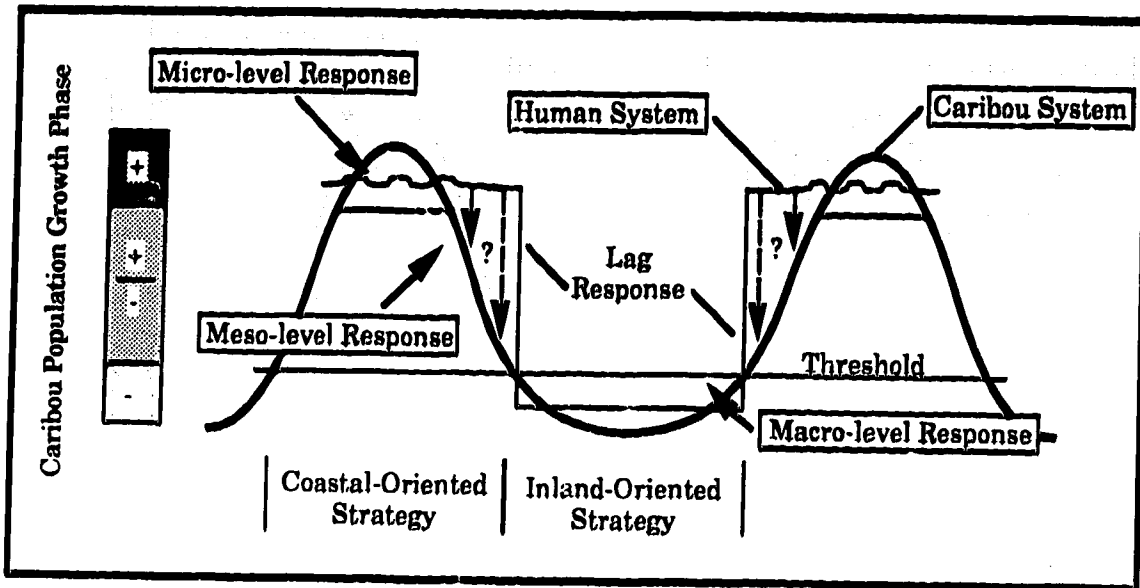 Caribou Population Growth Phase
+
+
-
-
Micro-level Response
Human System
Caribou System
?
?
Lag
Response
Meso-level Response
Threshold
Macro-level Response
Coastal-Oriented
Strategy
Inland-Oriented
Strategy